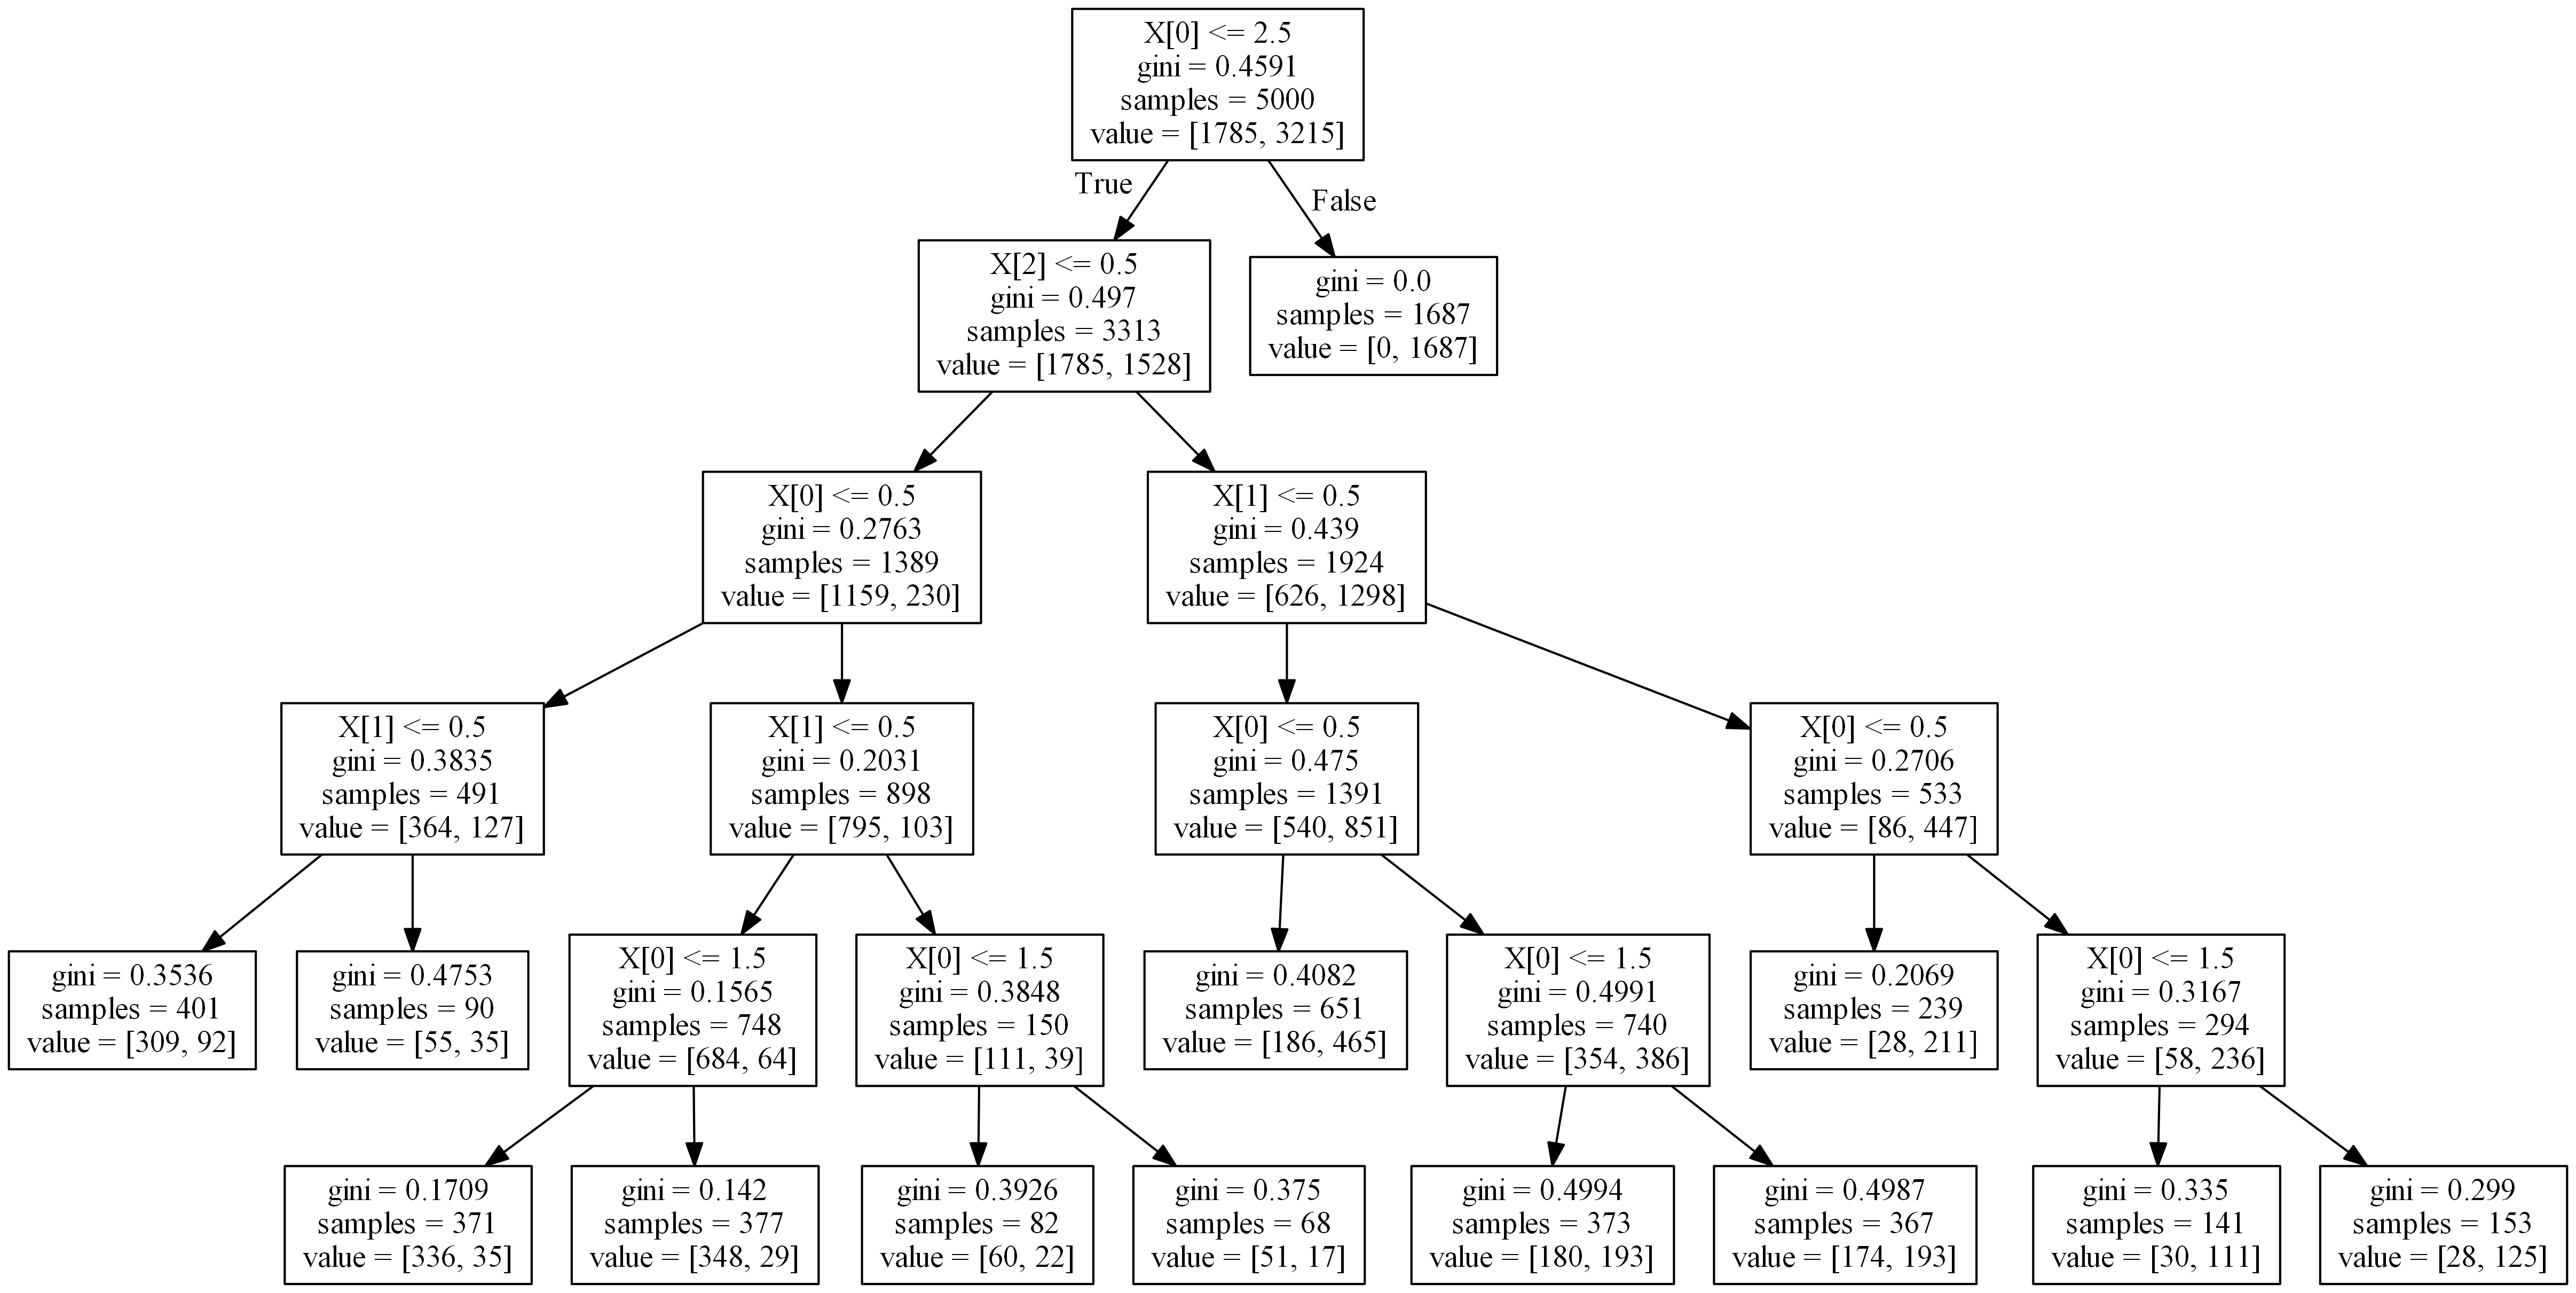 X[0] <= 2.5
gini = 0.4591
samples = 5000
value = [1785, 3215]
True
False
X[2] <= 0.5
gini = 0.497
samples = 3313
value = [1785, 1528]
gini = 0.0
samples = 1687
value = [0, 1687]
X[0] <= 0.5
gini = 0.2763
samples = 1389
value = [1159, 230]
X[1] <= 0.5
gini = 0.439
samples = 1924
value = [626, 1298]
X[1] <= 0.5
gini = 0.3835
samples = 491
value = [364, 127]
X[1] <= 0.5
gini = 0.2031
samples = 898
value = [795, 103]
X[0] <= 0.5
gini = 0.475
samples = 1391
value = [540, 851]
X[0] <= 0.5
gini = 0.2706
samples = 533
value = [86, 447]
gini = 0.3536
samples = 401
value = [309, 92]
gini = 0.4753
samples = 90
value = [55, 35]
X[0] <= 1.5
gini = 0.1565
samples = 748
value = [684, 64]
X[0] <= 1.5
gini = 0.3848
samples = 150
value = [111, 39]
gini = 0.4082
samples = 651
value = [186, 465]
X[0] <= 1.5
gini = 0.4991
samples = 740
value = [354, 386]
gini = 0.2069
samples = 239
value = [28, 211]
X[0] <= 1.5
gini = 0.3167
samples = 294
value = [58, 236]
gini = 0.1709
samples = 371
value = [336, 35]
gini = 0.142
samples = 377
value = [348, 29]
gini = 0.3926
samples = 82
value = [60, 22]
gini = 0.375
samples = 68
value = [51, 17]
gini = 0.4994
samples = 373
value = [180, 193]
gini = 0.4987
samples = 367
value = [174, 193]
gini = 0.335
samples = 141
value = [30, 111]
gini = 0.299
samples = 153
value = [28, 125]